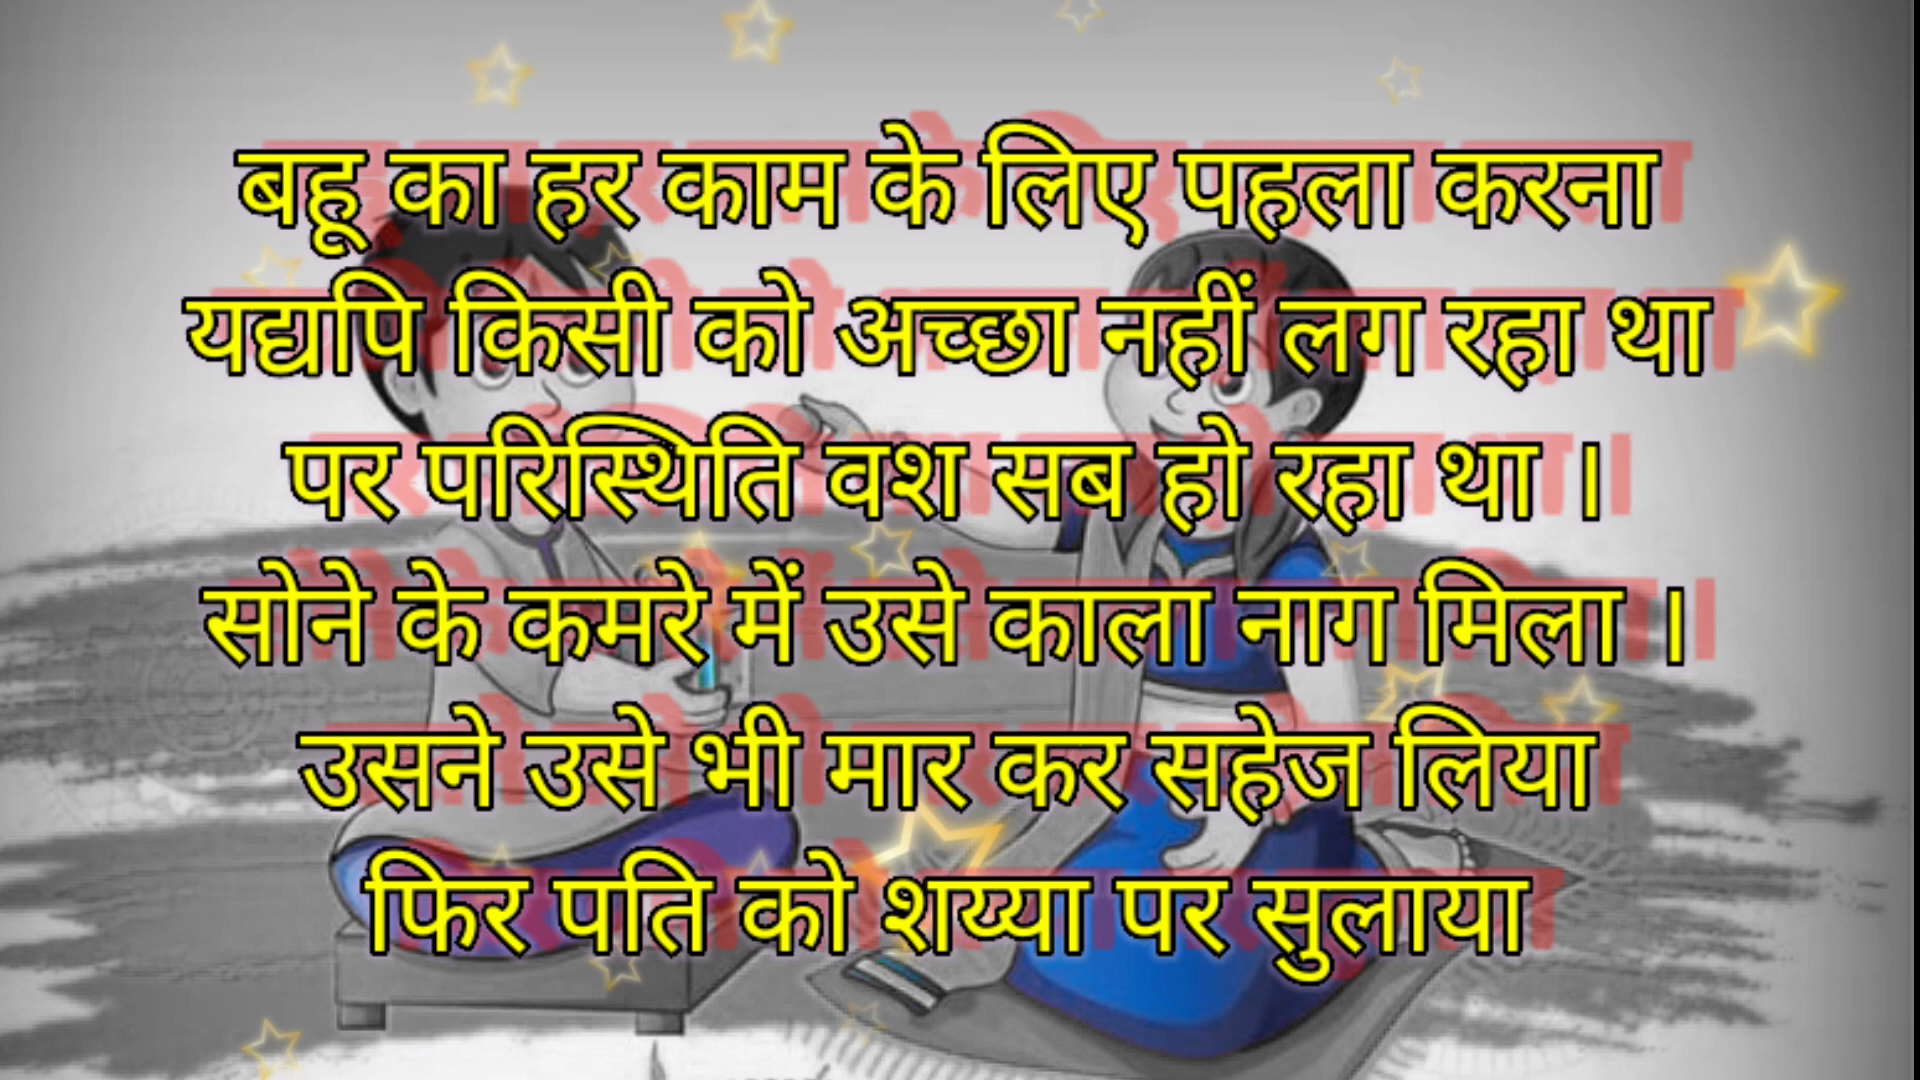 बहू का हर काम के लिए पहला करना
यद्यपि किसी को अच्छा नहीं लग रहा था
पर परिस्थिति वश सब हो रहा था ।
सोने के कमरे में उसे काला नाग मिला ।
उसने उसे भी मार कर सहेज लिया
फिर पति को शय्या पर सुलाया